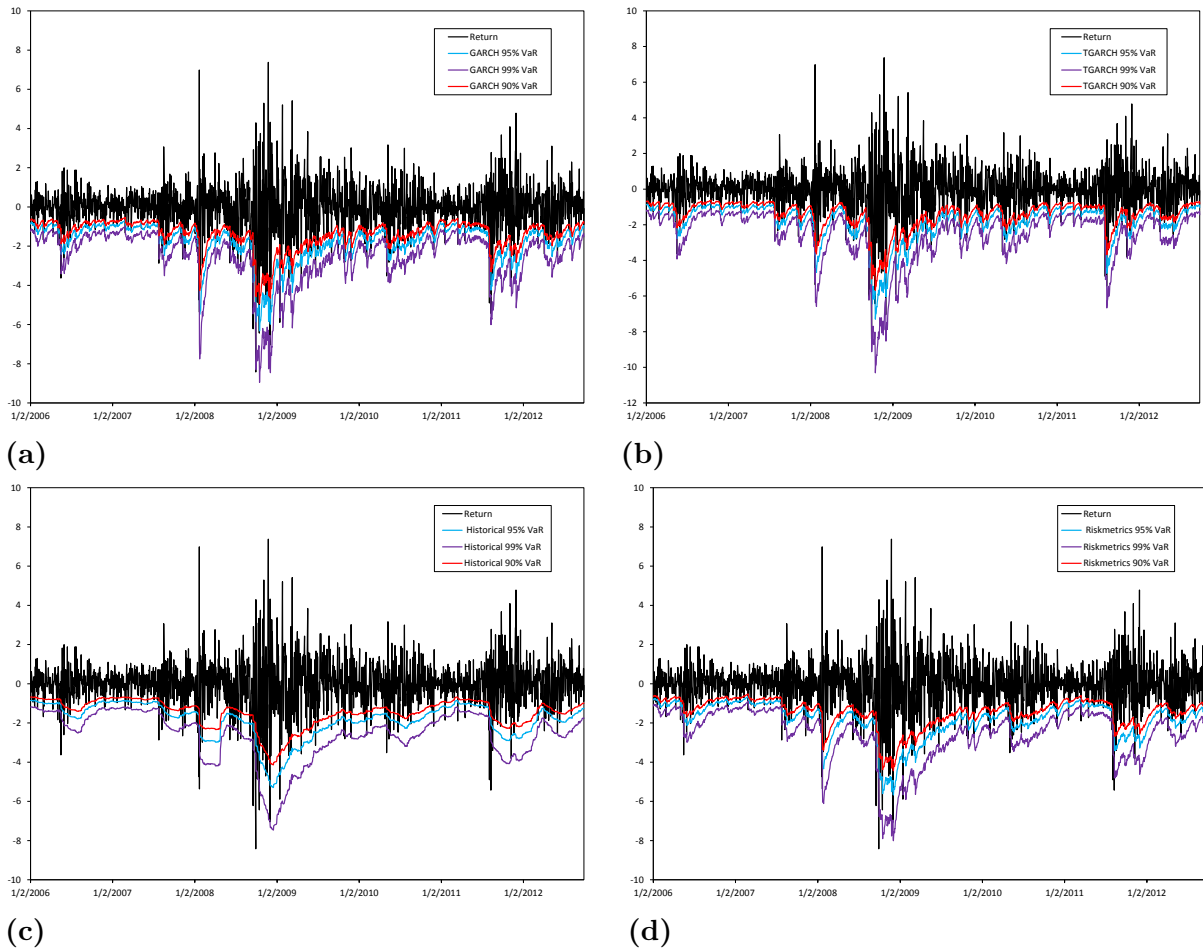 10
8
6
4
2
0
-2
-4
-6
-8
-10
Return
GARCH 95% VaR
GARCH 99% VaR
GARCH 90% VaR
1/2/2006 1/2/2007 1/2/2008 1/2/2009 1/2/2010 1/2/2011 1/2/2012
(a)
10
8
6
4
2
0
-2
-4
-6
-8
-10
-12
Return
TGARCH 95% VaR
TGARCH 99% VaR
TGARCH 90% VaR
1/2/2006 1/2/2007 1/2/2008 1/2/2009 1/2/2010 1/2/2011 1/2/2012
(b)
10
8
6
4
2
0
-2
-4
-6
-8
-10
Return
Historical 95% VaR
Historical 99% VaR
Historical 90% VaR
1/2/2006 1/2/2007 1/2/2008 1/2/2009 1/2/2010 1/2/2011 1/2/2012
(c)
10
8
6
4
2
0
-2
-4
-6
-8
-10
Return
Riskmetrics 95% VaR
Riskmetrics 99% VaR
Riskmetrics 90% VaR
1/2/2006 1/2/2007 1/2/2008 1/2/2009 1/2/2010 1/2/2011 1/2/2012
(d)